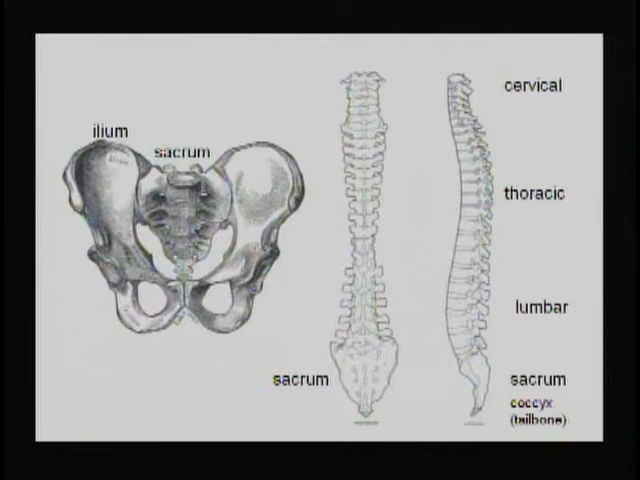 ilium
sacrum
cervical
thoracic
lumbar
sacrum
sacrum
coccyx
(tailbone)